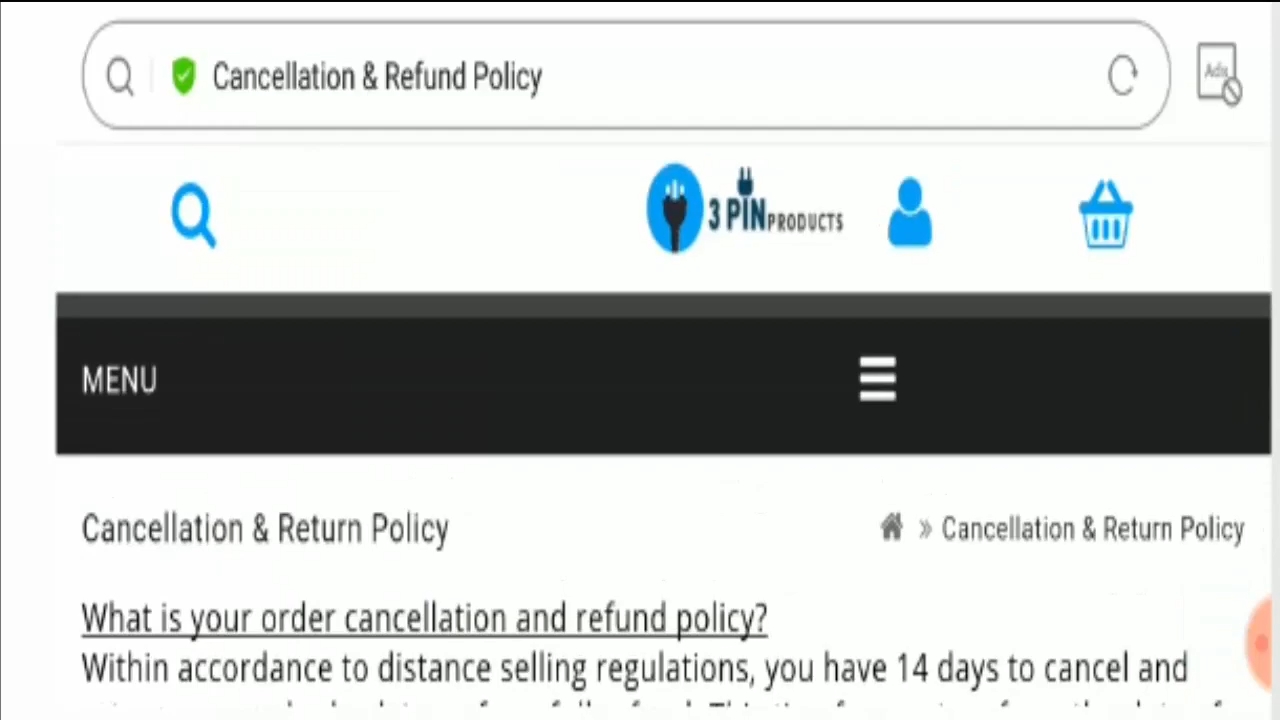 Cancellation & Refund Policy
Ads
3 PIN PRODUCTS
MENU
Cancellation & Return Policy
» Cancellation & Return Policy
What is your order cancellation and refund policy?
Within accordance to distance selling regulations, you have 14 days to cancel and